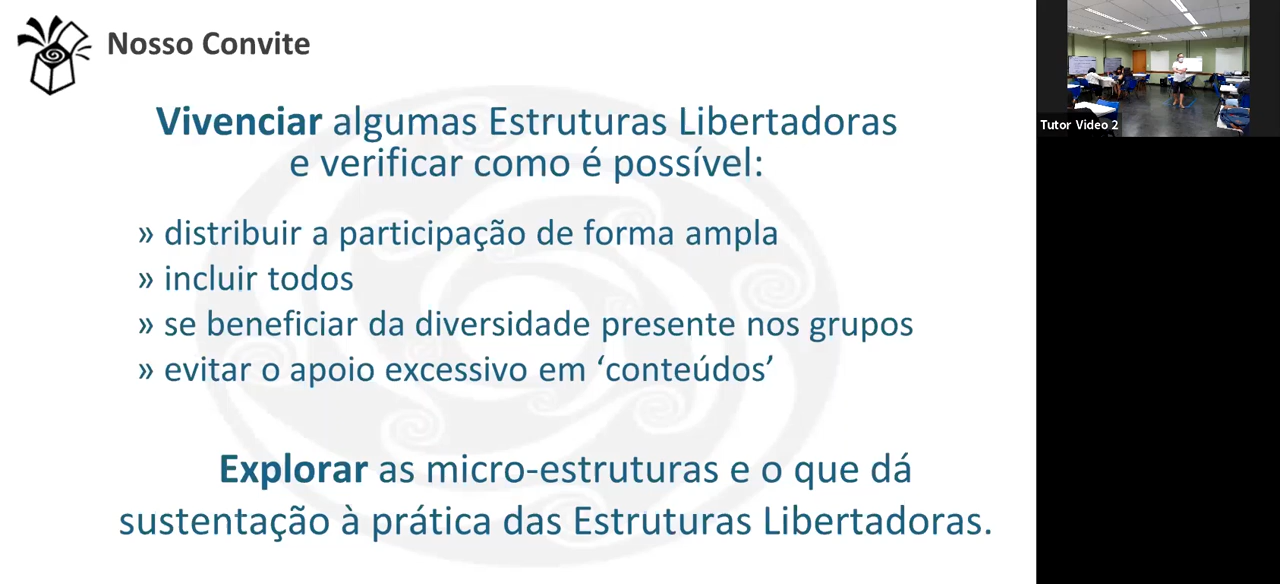 Nosso Convite
Vivenciar algumas Estruturas Libertadoras
e verificar como é possível:
» distribuir a participação de forma ampla
» incluir todos
» se beneficiar da diversidade presente nos grupos
» evitar o apoio excessivo em ‘conteúdos’
Explorar as micro-estruturas e o que dá
sustentação à prática das Estruturas Libertadoras.
Tutor Video 2